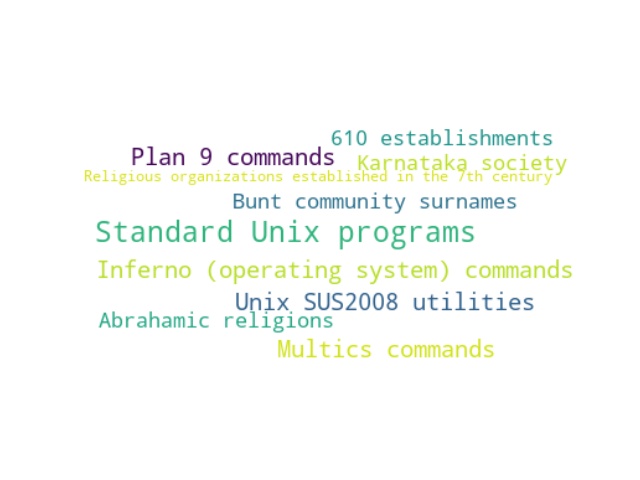 610 establishments
Plan 9 commands
Karnataka society
Religious organizations established in the 7th century
Bunt community surnames
Standard Unix programs
Inferno (operating system) commands
Unix SUS2008 utilities
Abrahamic religions
Multics commands